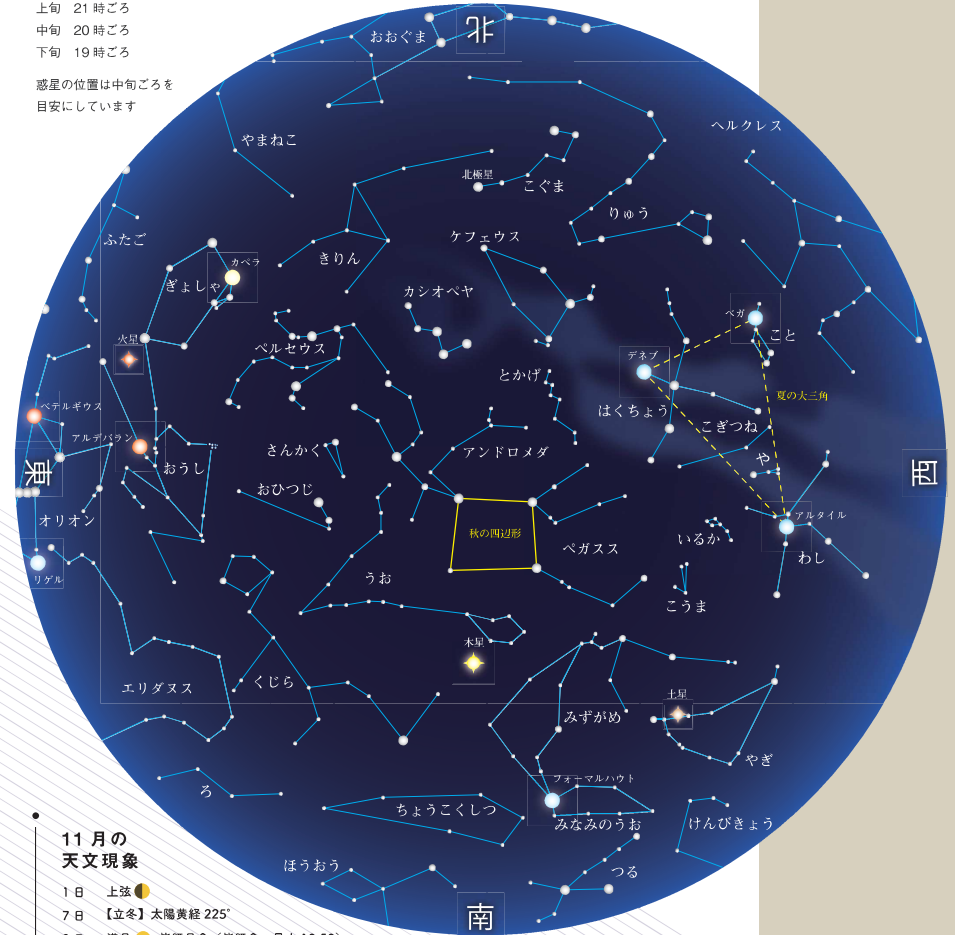 上旬 21時ごろ
中旬 20時ごろ
下旬 19時ごろ
惑星の位置は中旬ごろを
目安にしています
北
おおぐま
やまねこ
ヘルクレス
北極星
こぐま
りゅう
ふたご
カペラ
ぎょしゃ
きりん
ケフェウス
カシオペヤ
火星
ペルセウス
とかげ
ベガ
こと
デネブ
はくちょう
夏の大三角
こぎつね
や
ベテルギウス
アルデバラン
おうし
さんかく
アンドロメダ
おひつじ
東
西
オリオン
リゲル
秋の四辺形
ペガスス
いるか
アルタイル
わし
こうま
うお
木星
土星
エリダヌス
くじら
みずがめ
やぎ
フォーマルハウト
みなみのうお
ろ
ちょうこくしつ
けんびきょう
ほうおう
つる
南
11月の
天文現象
1日 上弦
7日 【立冬】太陽黄経 225°